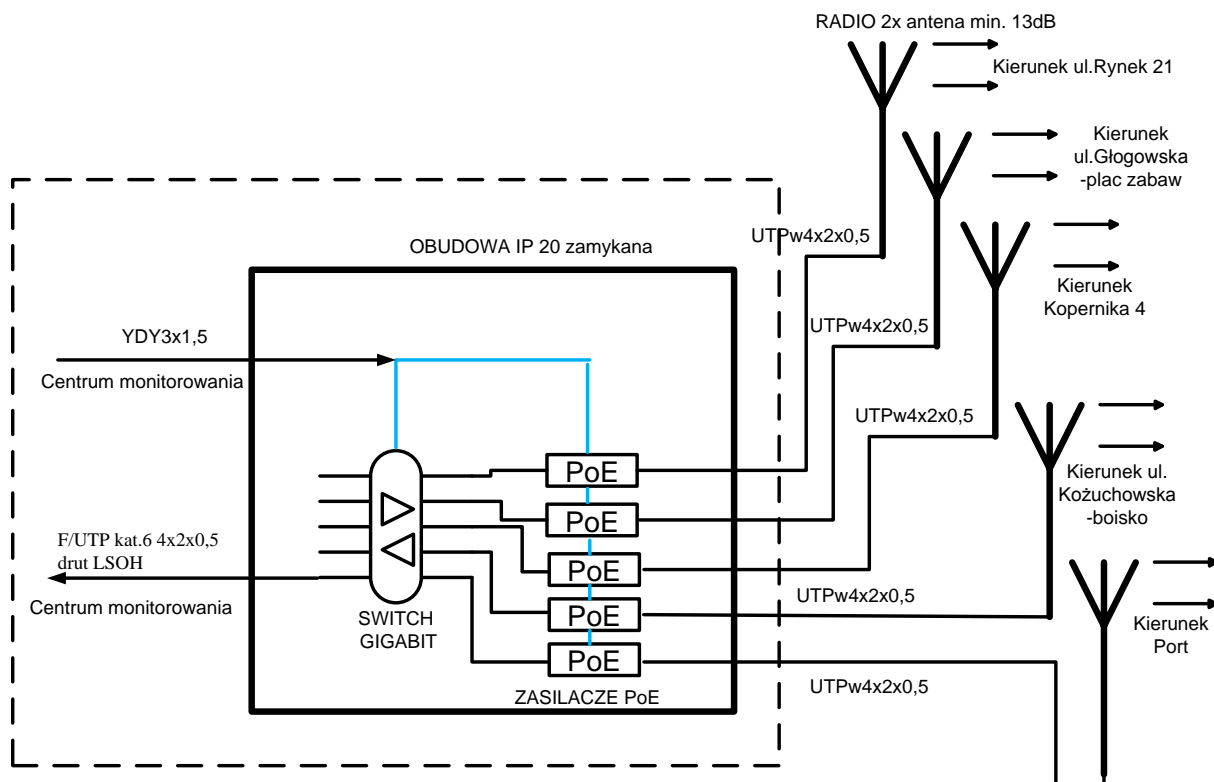 RADIO 2x antena min. 13dB
Kierunek ul.Rynek 21
Kierunek
ul.Głogowska
-plac zabaw
UTPw4x2x0,5
OBUDOWA IP 20 zamykana
Kierunek
Kopernika 4
UTPw4x2x0,5
YDY3x1,5
Centrum monitorowania
UTPw4x2x0,5
PoE
PoE
PoE
PoE
PoE
Kierunek ul.
Kożuchowska
-boisko
F/UTP kat.6 4x2x0,5
drut LSOH
Centrum monitorowania
SWITCH
GIGABIT
UTPw4x2x0,5
Kierunek
Port
ZASILACZE PoE
UTPw4x2x0,5